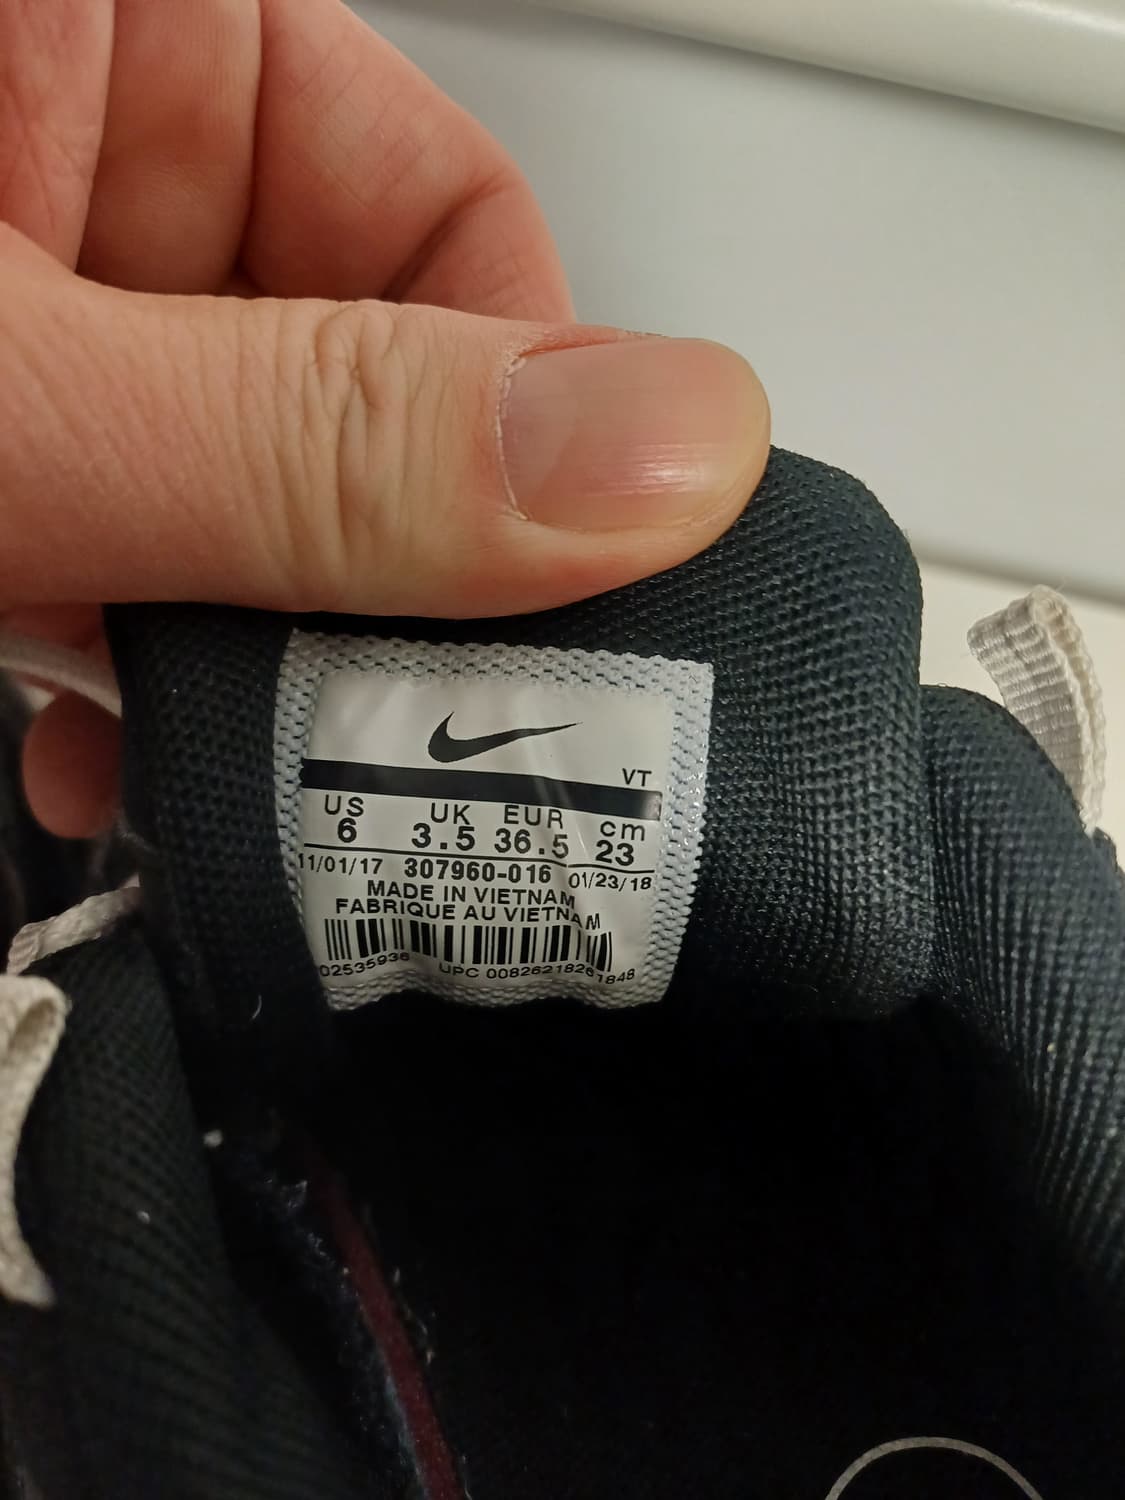 VT
US UK EUR cm
6 3.5 36.5 23
11/01/17 307960-016 01/23/18
MADE IN VIETNAM
FABRIQUE AU VIETNAM
02535936 UPC 00826218261848